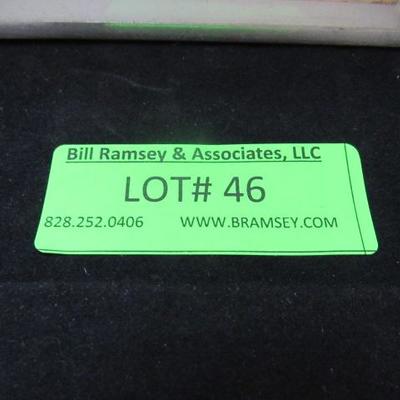 Bill Ramsey & Associates, LLC
LOT# 46
828.252.0406 WWW.BRAMSEY.COM